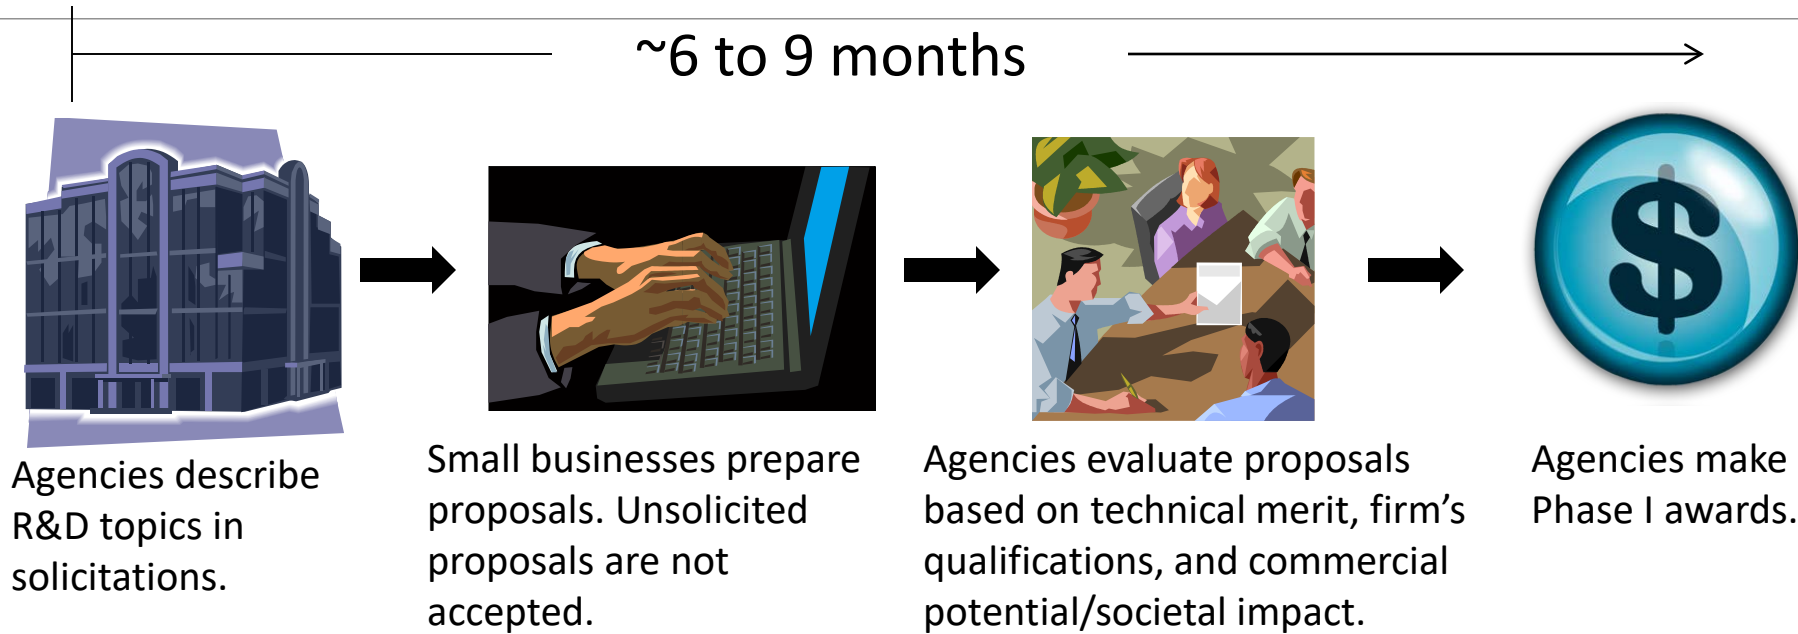 ~6 to 9 months
Agencies describe
R&D topics in
solicitations.
Small businesses prepare
proposals. Unsolicited
proposals are not
accepted.
Agencies evaluate proposals
based on technical merit, firm’s
qualifications, and commercial
potential/societal impact.
$
Agencies make
Phase I awards.